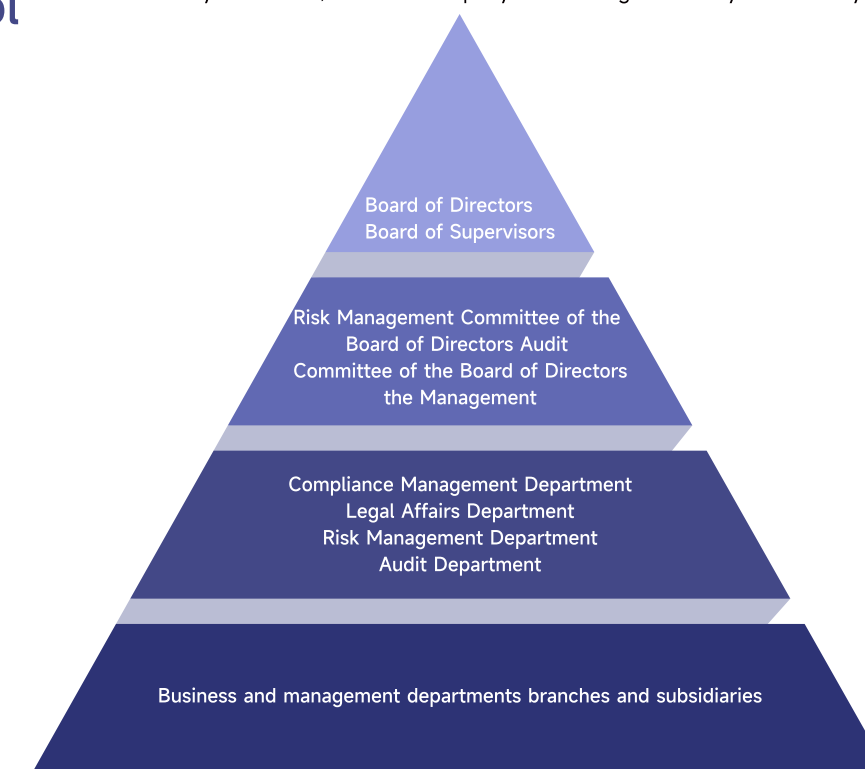 Board of Directors
Board of Supervisors
Risk Management Committee of the
Board of Directors Audit
Committee of the Board of Directors
the Management
Compliance Management Department
Legal Affairs Department
Risk Management Department
Audit Department
Business and management departments branches and subsidiaries